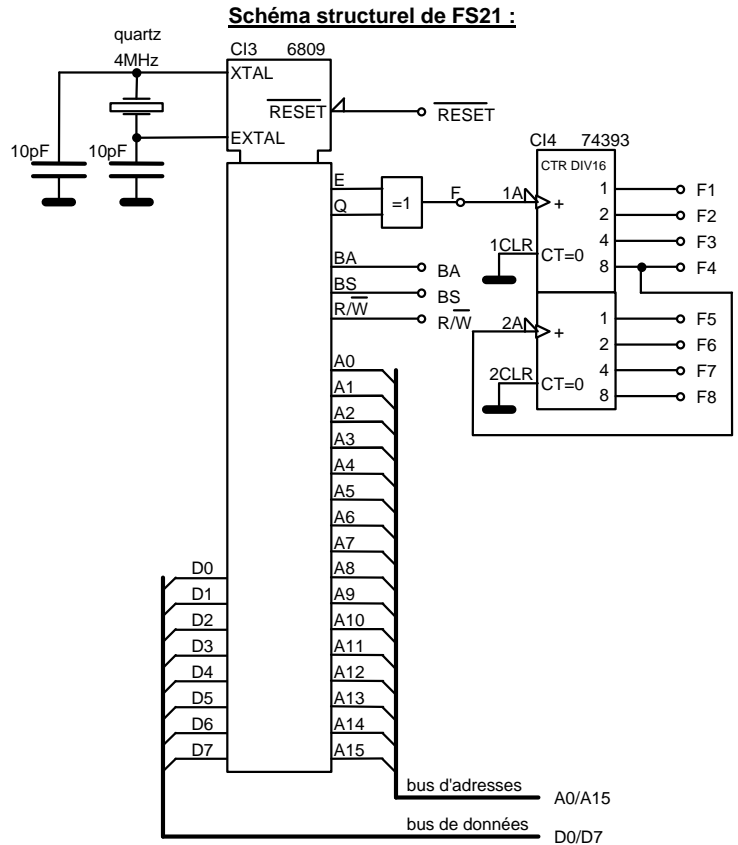 Schéma structurel de FS21 :
quartz
4MHz
10pF
10pF
CI3 6809
XTAL
RESET
EXTAL
RESET
E
Q
=1
F
BA
BA
BS
BS
R/W
R/W
CI4 74393
CTR DIV16
1A
+
1CLR
CT=0
1
2
4
8
F1
F2
F3
F4
2A
+
2CLR
CT=0
1
2
4
8
F5
F6
F7
F8
A0
A1
A2
A3
A4
A5
A6
A7
A8
A9
A10
A11
A12
A13
A14
A15
D0
D1
D2
D3
D4
D5
D6
D7
bus d'adresses
A0/A15
bus de données
D0/D7